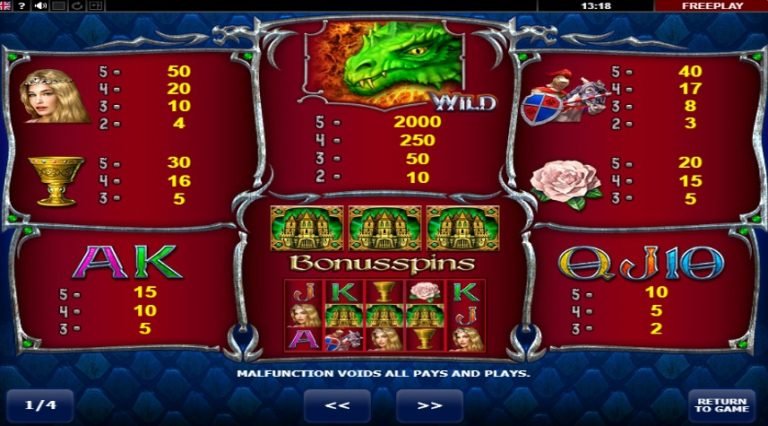 ? 13:18 FREEPLAY
5 = 50
4 = 20
3 = 10
2 = 4
WILD
5 = 2000
4 = 250
3 = 50
2 = 10
5 = 40
4 = 17
3 = 8
2 = 3
5 = 30
4 = 16
3 = 5
5 = 20
4 = 15
3 = 5
A K
5 = 15
4 = 10
3 = 5
Bonusspins
J K K
J
A
Q J 10
5 = 10
4 = 5
3 = 2
MALFUNCTION VOIDS ALL PAYS AND PLAYS.
1/4 << >> RETURN
TO GAME